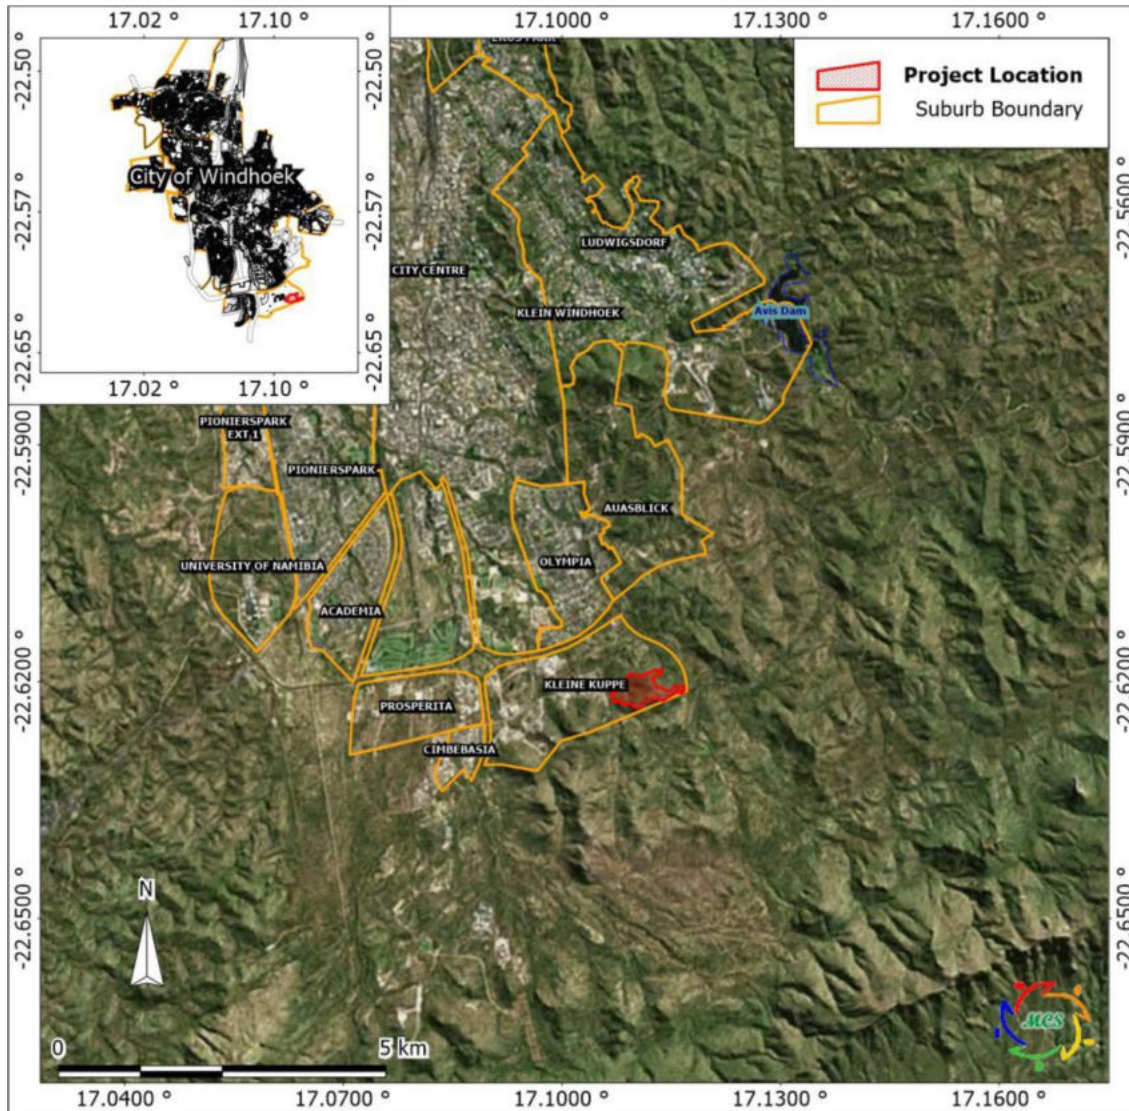 17.02 °
17.10 °
-22.50 °
-22.57 °
-22.65 °
City of Windhoek
-22.50 °
-22.57 °
-22.65 °
17.02 °
17.10 °
17.1000 °
17.1300 °
17.1600 °
Project Location
Suburb Boundary
-22.5600 °
-22.5900 °
-22.6200 °
-22.6500 °
LUDWIGSDORF
CITY CENTRE
KLEIN WINDHOEK
Avis Dam
PIONIERSPARK
EXT 1
PIONIERSPARK
AUASBLICK
UNIVERSITY OF NAMIBIA
OLYMPIA
ACADEMIA
KLEINE KUPPE
PROSPERITA
CIMBEBASIA
-22.5900 °
-22.6200 °
-22.6500 °
N
0
5 km
mes
17.0400 °
17.0700 °
17.1000 °
17.1300 °
17.1600 °